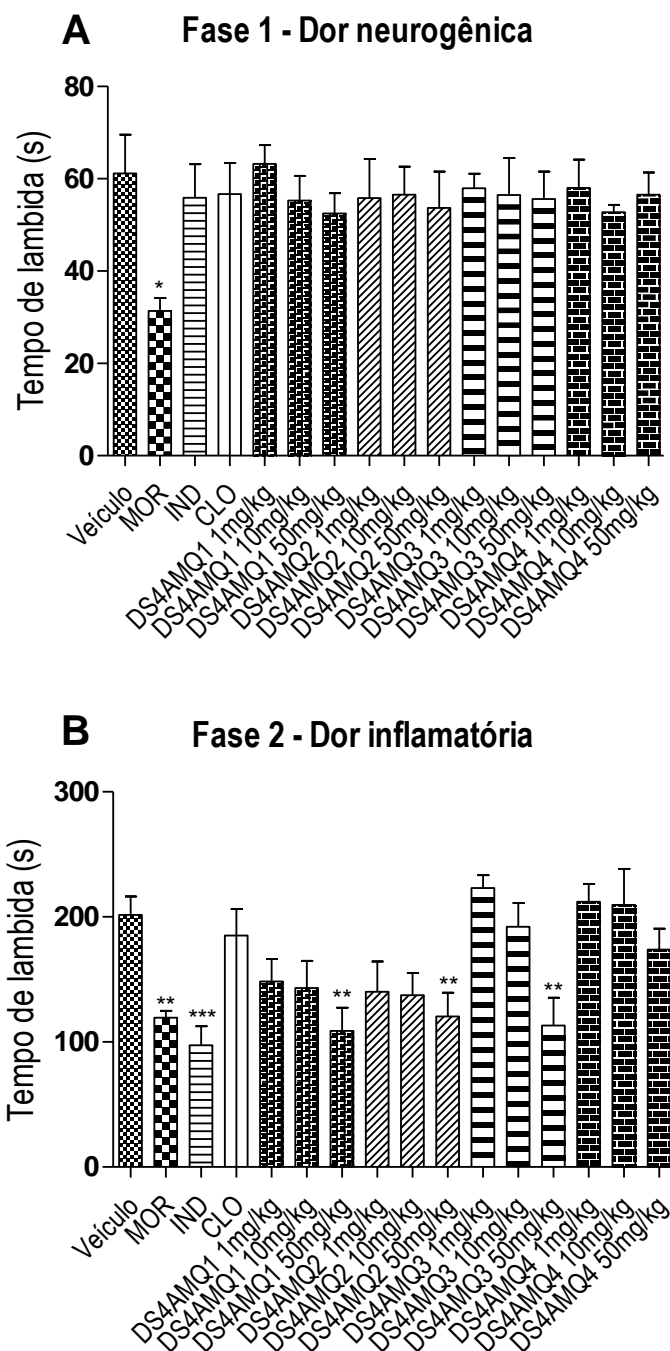 A Fase 1 - Dor neurogênica
Tempo de lambida (s)
80
60
40
20
0
*
Veículo
MOR
IND
CLO
DS4AMQ1 1mg/kg
DS4AMQ1 10mg/kg
DS4AMQ1 50mg/kg
DS4AMQ2 1mg/kg
DS4AMQ2 10mg/kg
DS4AMQ2 50mg/kg
DS4AMQ3 1mg/kg
DS4AMQ3 10mg/kg
DS4AMQ3 50mg/kg
DS4AMQ4 1mg/kg
DS4AMQ4 10mg/kg
DS4AMQ4 50mg/kg
B Fase 2 - Dor inflamatória
Tempo de lambida (s)
300
200
100
0
**
***
**
**
**
Veículo
MOR
IND
CLO
DS4AMQ1 1mg/kg
DS4AMQ1 10mg/kg
DS4AMQ1 50mg/kg
DS4AMQ2 1mg/kg
DS4AMQ2 10mg/kg
DS4AMQ2 50mg/kg
DS4AMQ3 1mg/kg
DS4AMQ3 10mg/kg
DS4AMQ3 50mg/kg
DS4AMQ4 1mg/kg
DS4AMQ4 10mg/kg
DS4AMQ4 50mg/kg